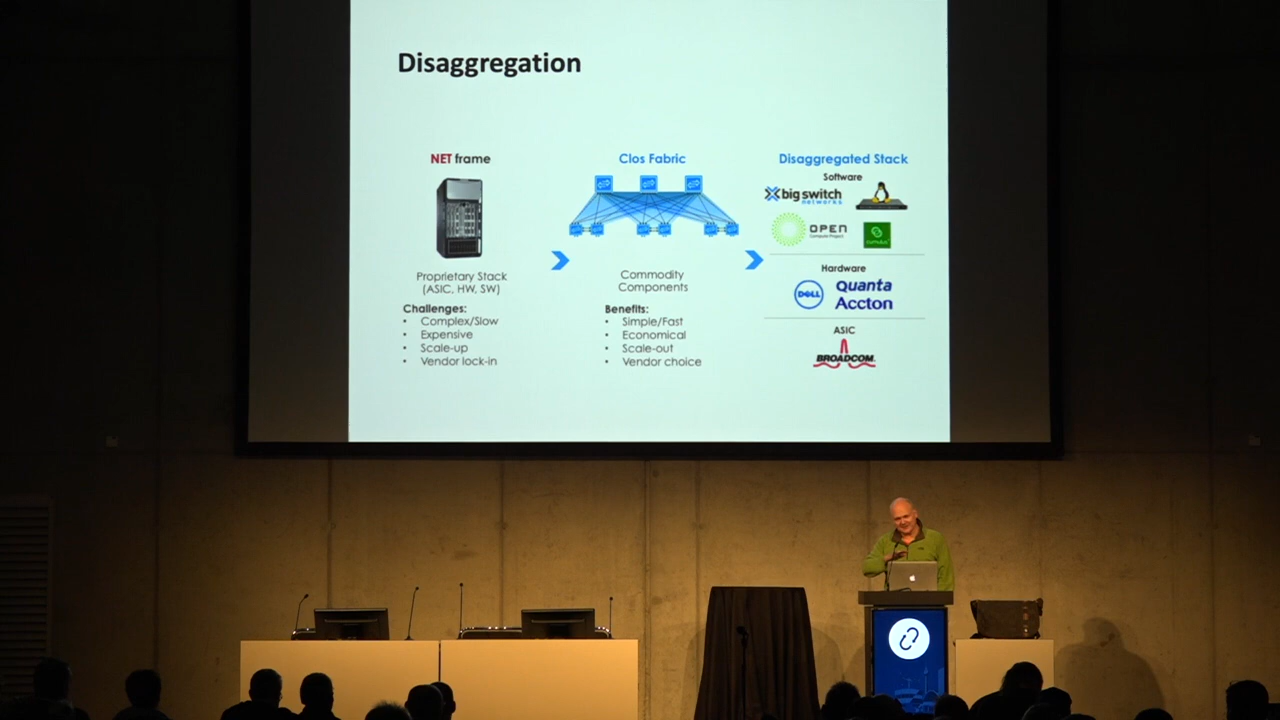 Disaggregation
NET frame
Proprietary Stack
(ASIC, HW, SW)
Challenges:
• Complex/Slow
• Expensive
• Scale-up
• Vendor lock-in
Clos Fabric
Commodity
Components
Benefits:
• Simple/Fast
• Economical
• Scale-out
• Vendor choice
Disaggregated Stack
Software
big switch
networks
OPEN
Compute Project
Hardware
DELL
Quanta
Accton
ASIC
BROADCOM